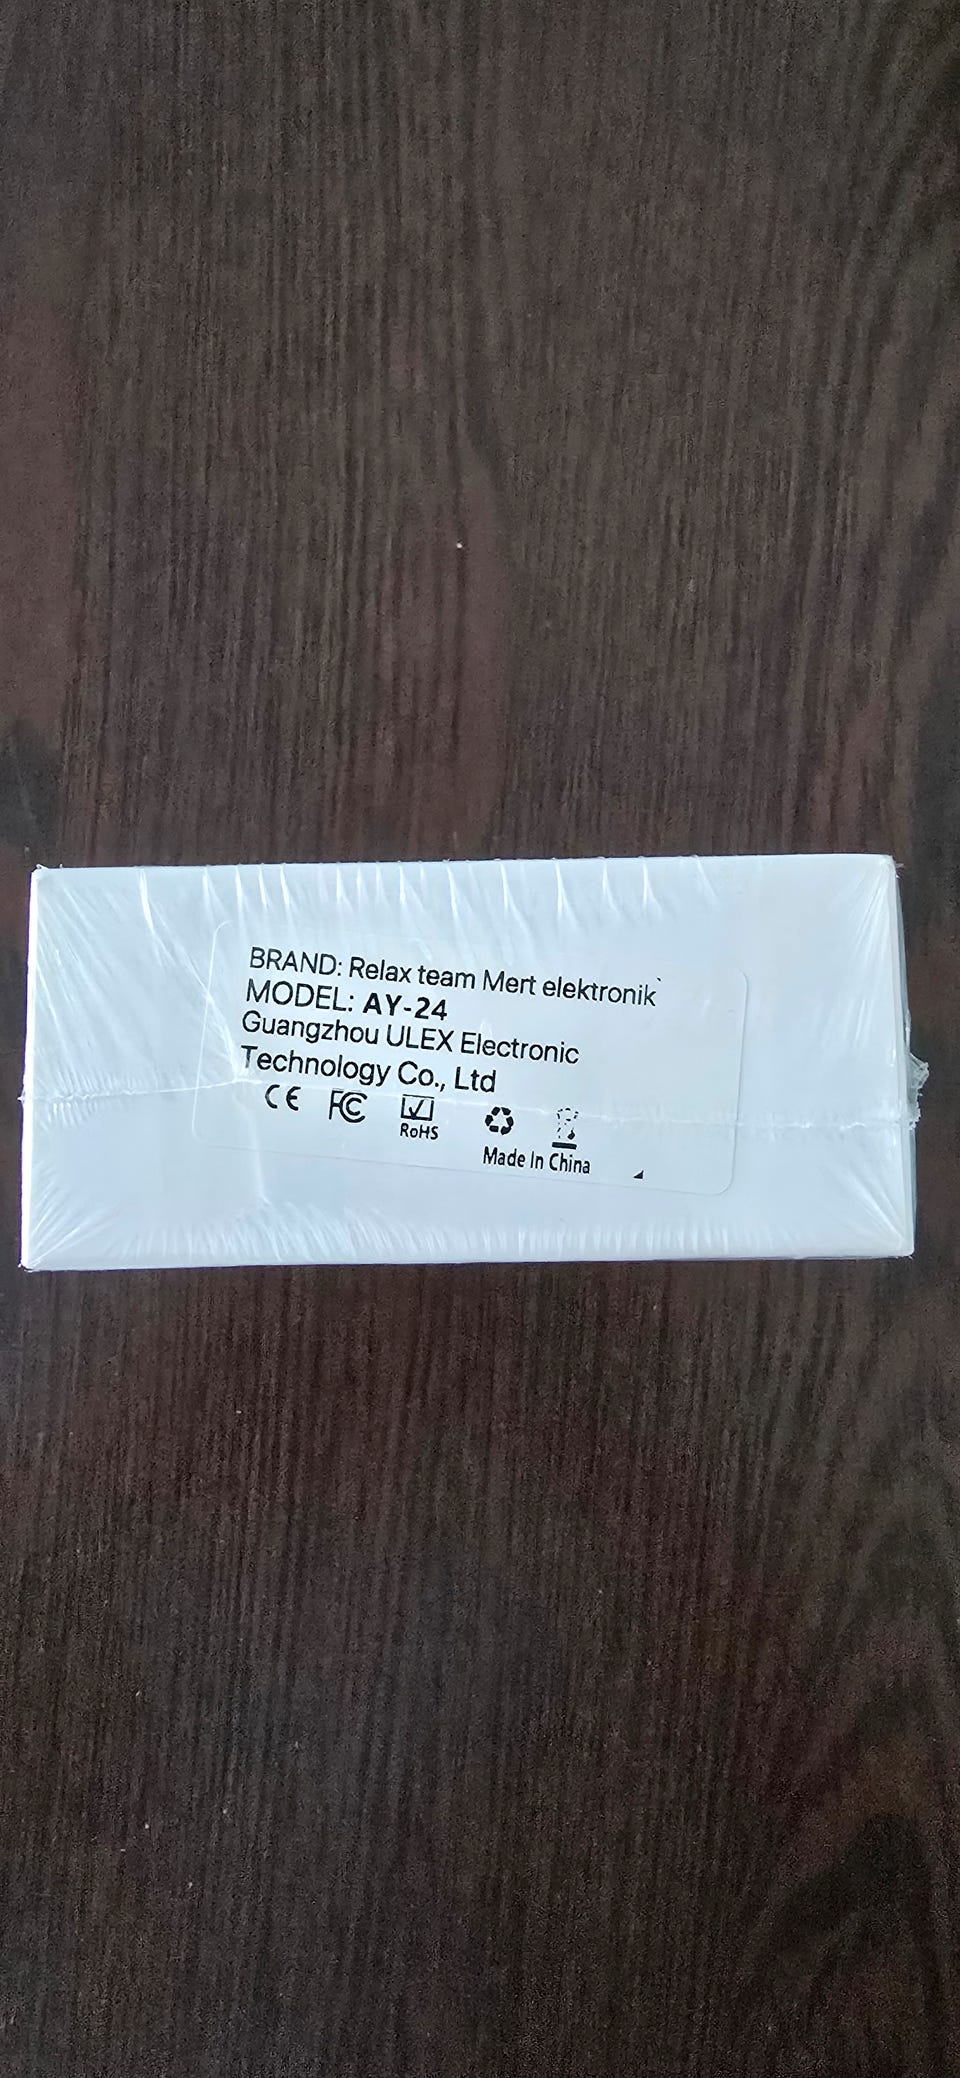 BRAND: Relax team Mert elektronik`
MODEL: AY-24
Guangzhou ULEX Electronic
Technology Co., Ltd
CE FC
RoHS
Made In China